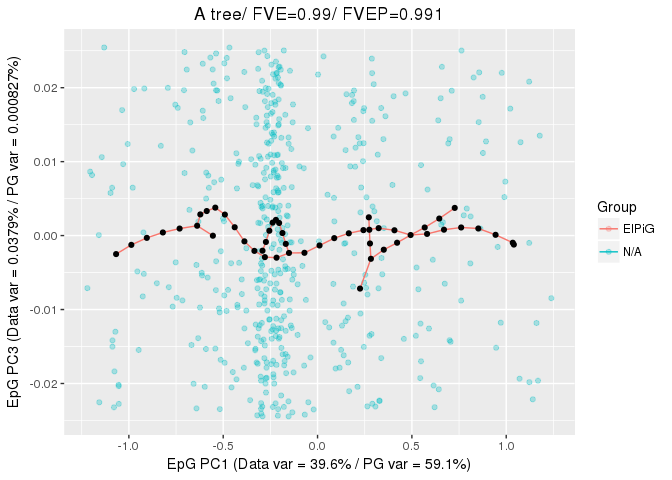 A tree/ FVE=0.99/ FVEP=0.991
EpG PC3 (Data var = 0.0379% / PG var = 0.000827%)
0.02
0.01
0.00
-0.01
-0.02
-1.0 -0.5 0.0 0.5 1.0
EpG PC1 (Data var = 39.6% / PG var = 59.1%)
Group
ElPiG
N/A